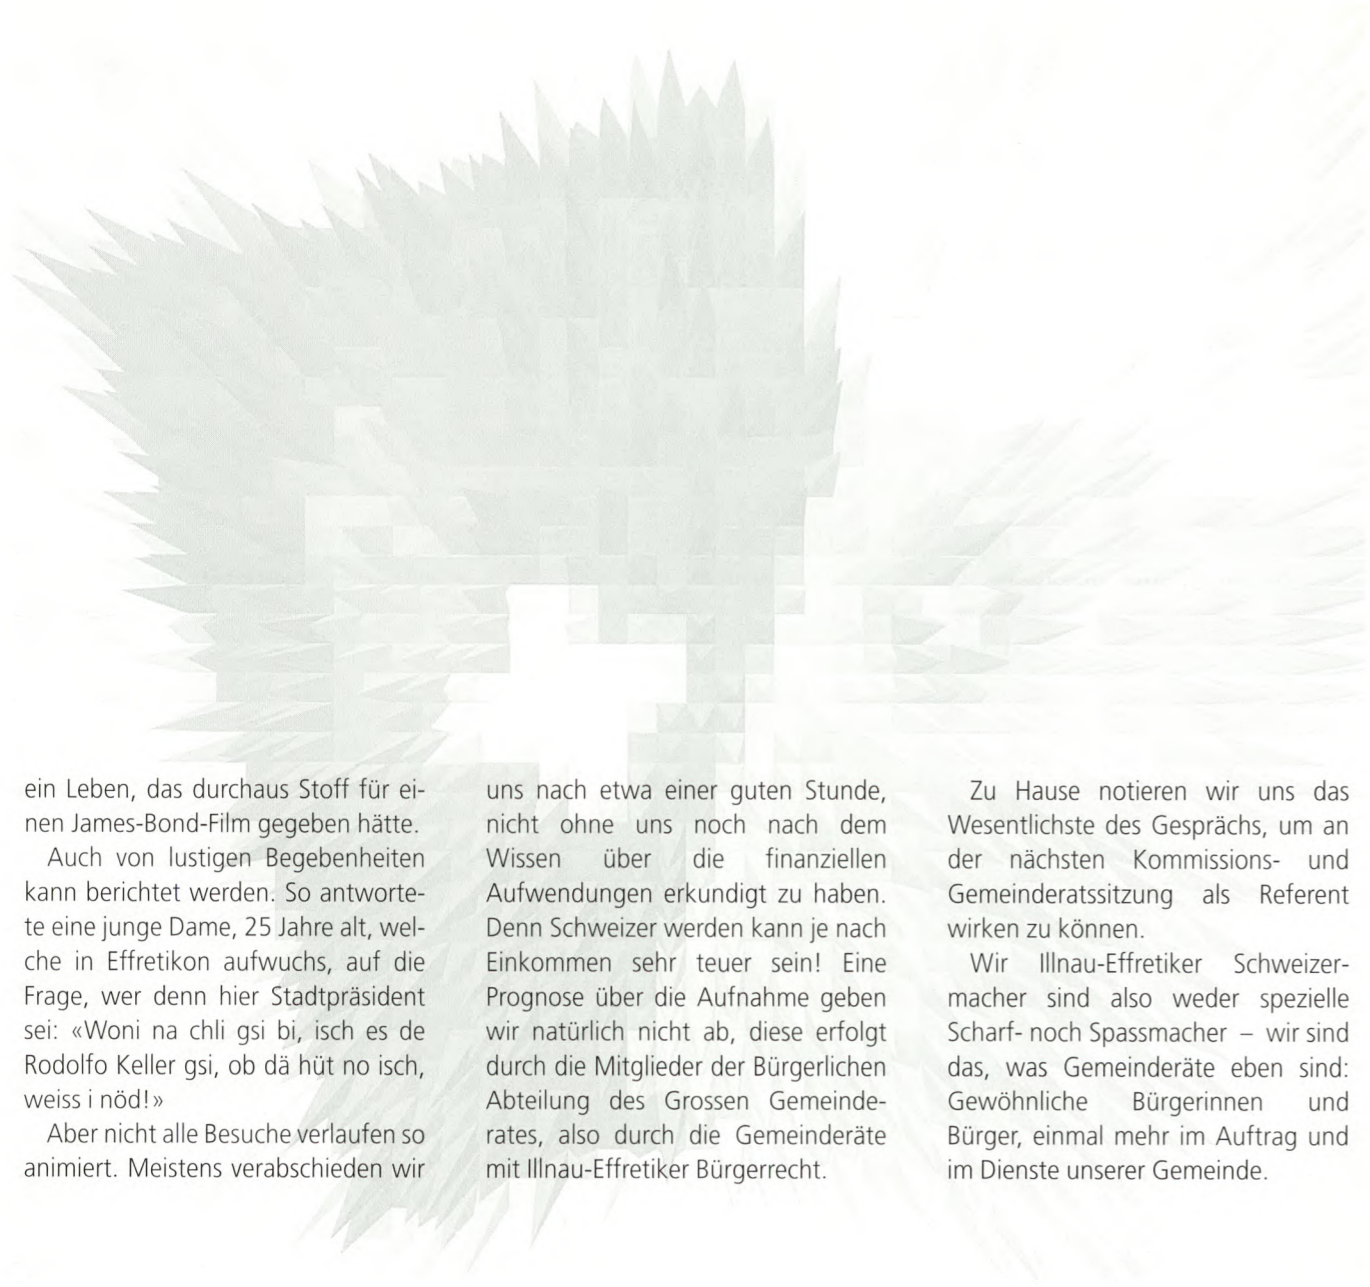 ein Leben, das durchaus Stoff für ei-
nen James-Bond-Film gegeben hätte.
Auch von lustigen Begebenheiten
kann berichtet werden. So antworte-
te eine junge Dame, 25 Jahre alt, wel-
che in Effretikon aufwuchs, auf die
Frage, wer denn hier Stadtpräsident
sei: «Woni na chli gsi bi, isch es de
Rodolfo Keller gsi, ob dä hüt no isch,
weiss i nöd!»
Aber nicht alle Besuche verlaufen so
animiert. Meistens verabschieden wir
uns nach etwa einer guten Stunde,
nicht ohne uns noch nach dem
Wissen über die finanziellen
Aufwendungen erkundigt zu haben.
Denn Schweizer werden kann je nach
Einkommen sehr teuer sein! Eine
Prognose über die Aufnahme geben
wir natürlich nicht ab, diese erfolgt
durch die Mitglieder der Bürgerlichen
Abteilung des Grossen Gemeinde-
rates, also durch die Gemeinderäte
mit Illnau-Effretiker Bürgerrecht.
Zu Hause notieren wir uns das
Wesentlichste des Gesprächs, um an
der nächsten Kommissions- und
Gemeinderatssitzung als Referent
wirken zu können.
Wir Illnau-Effretiker Schweizer-
macher sind also weder spezielle
Scharf- noch Spassmacher – wir sind
das, was Gemeinderäte eben sind:
Gewöhnliche Bürgerinnen und
Bürger, einmal mehr im Auftrag und
im Dienste unserer Gemeinde.